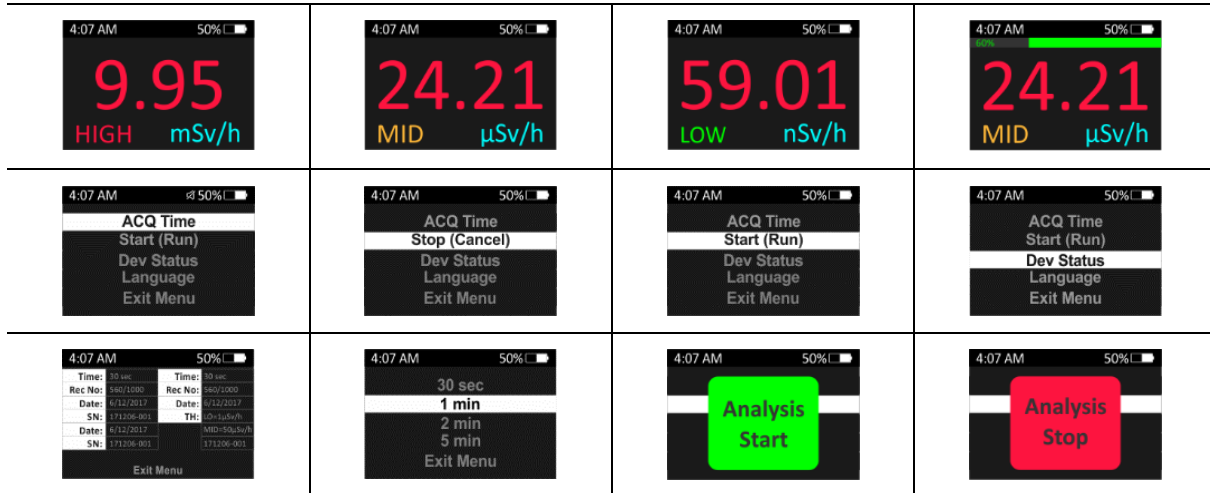 4:07 AM 50%
9.95
HIGH mSv/h
4:07 AM 50%
24.21
MID μSv/h
4:07 AM 50%
59.01
LOW nSv/h
4:07 AM 50%
60%
24.21
MID μSv/h
4:07 AM 50%
ACQ Time
Start (Run)
Dev Status
Language
Exit Menu
4:07 AM 50%
ACQ Time
Stop (Cancel)
Dev Status
Language
Exit Menu
4:07 AM 50%
ACQ Time
Start (Run)
Dev Status
Language
Exit Menu
4:07 AM 50%
ACQ Time
Start (Run)
Dev Status
Language
Exit Menu
4:07 AM 50%
Time: 30 sec Time: 30 sec
Rec No: 560/1000 Rec No: 560/1000
Date: 6/12/2017 Date: 6/12/2017
SN: 171206-001 TH: LO=1μSv/h
Date: 6/12/2017 MID=50μSv/h
SN: 171206-001 171206-001
Exit Menu
4:07 AM 50%
30 sec
1 min
2 min
5 min
Exit Menu
4:07 AM 50%
Analysis
Start
4:07 AM 50%
Analysis
Stop